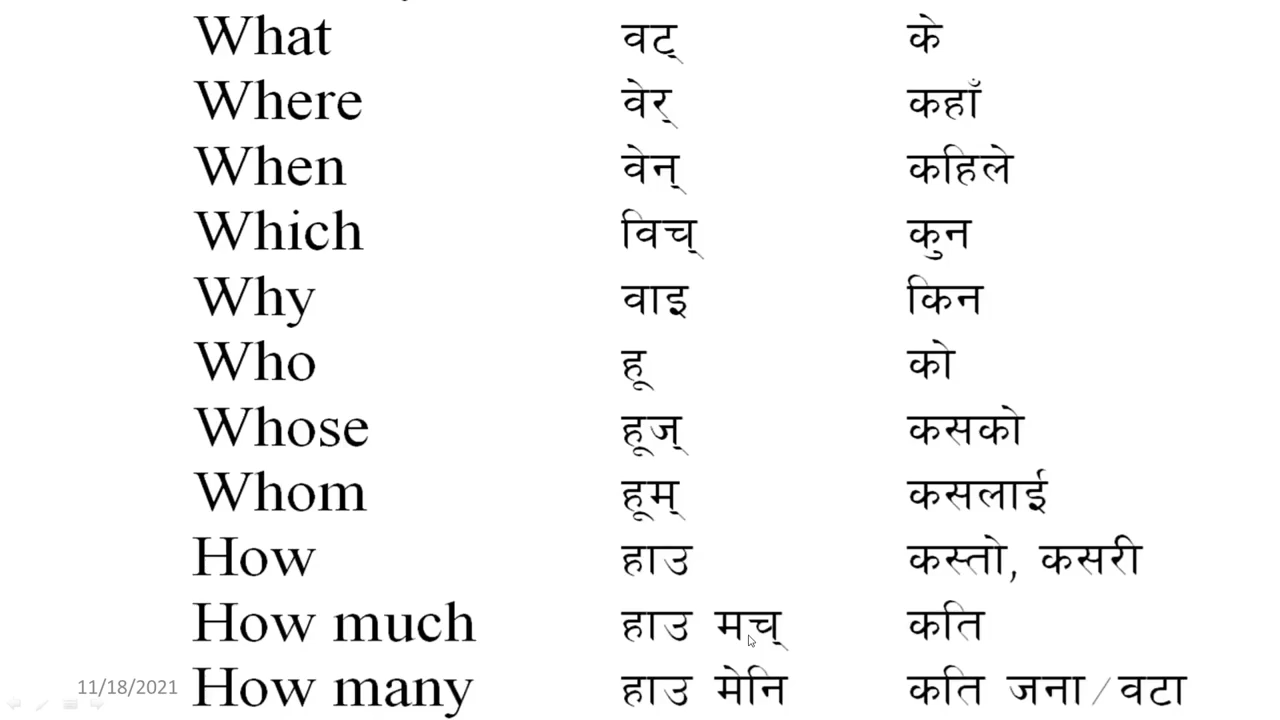 What वट् के
Where वेर् कहाँ
When वेन् कहिले
Which विच् कुन
Why वाइ किन
Who हू को
Whose हूज् कसको
Whom हूम् कसलाई
How हाउ कस्तो, कसरी
How much हाउ मच् कति
11/18/2021 How many हाउ मेनि कति जना / वटा